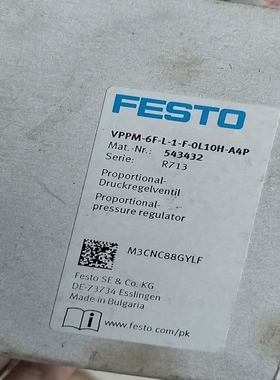 FESTO
VPPM-6F-L-1-F-0L10H-A4P
Mat.-Nr.: 543432
Serie: R713
Proportional-
Druckregelventil
Proportional-
pressure regulator
M3CNC88GYLF
Festo SE & Co. KG
DE-73734 Esslingen
Made in Bulgaria
www.festo.com/pk